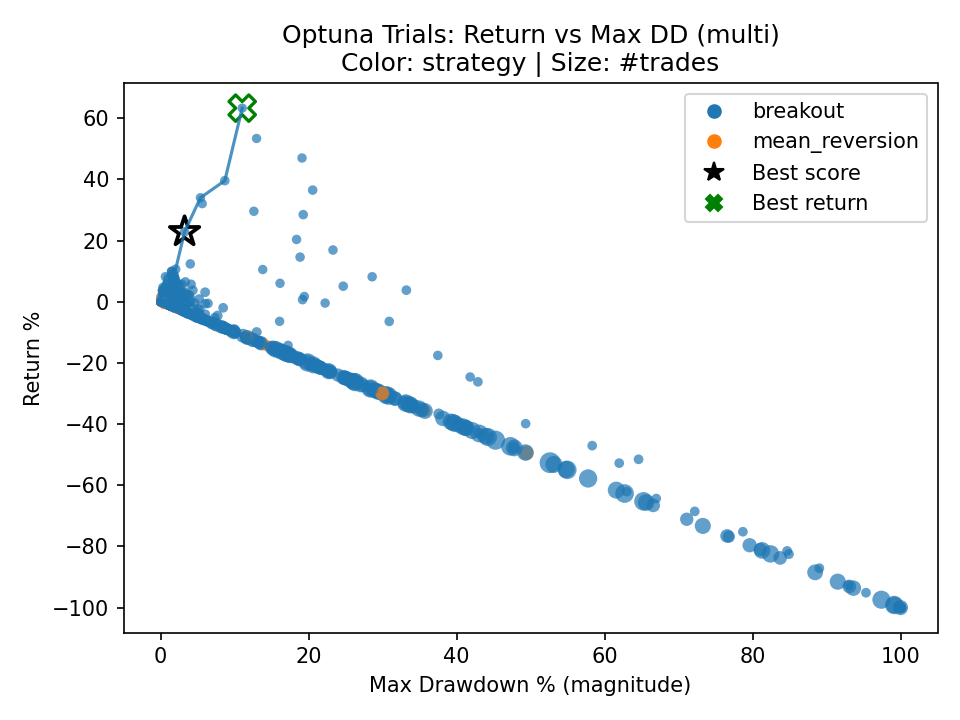 Optuna Trials: Return vs Max DD (multi)
Color: strategy | Size: #trades
breakout
mean_reversion
Best score
Best return
Return %
60
40
20
0
−20
−40
−60
−80
−100
0
20
40
60
80
100
Max Drawdown % (magnitude)